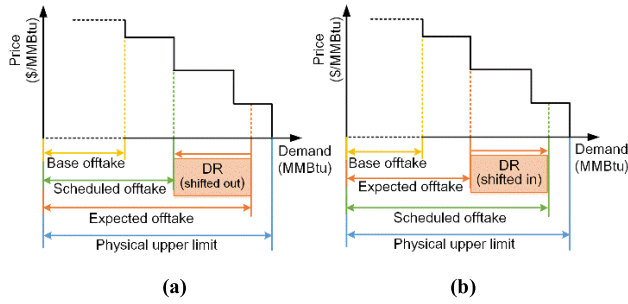 Price
($/MMBtu)
Demand
(MMBtu)
Base offtake
DR
(shifted out)
Scheduled offtake
Expected offtake
Physical upper limit
(a)
Price
($/MMBtu)
Demand
(MMBtu)
Base offtake
DR
(shifted in)
Expected offtake
Scheduled offtake
Physical upper limit
(b)